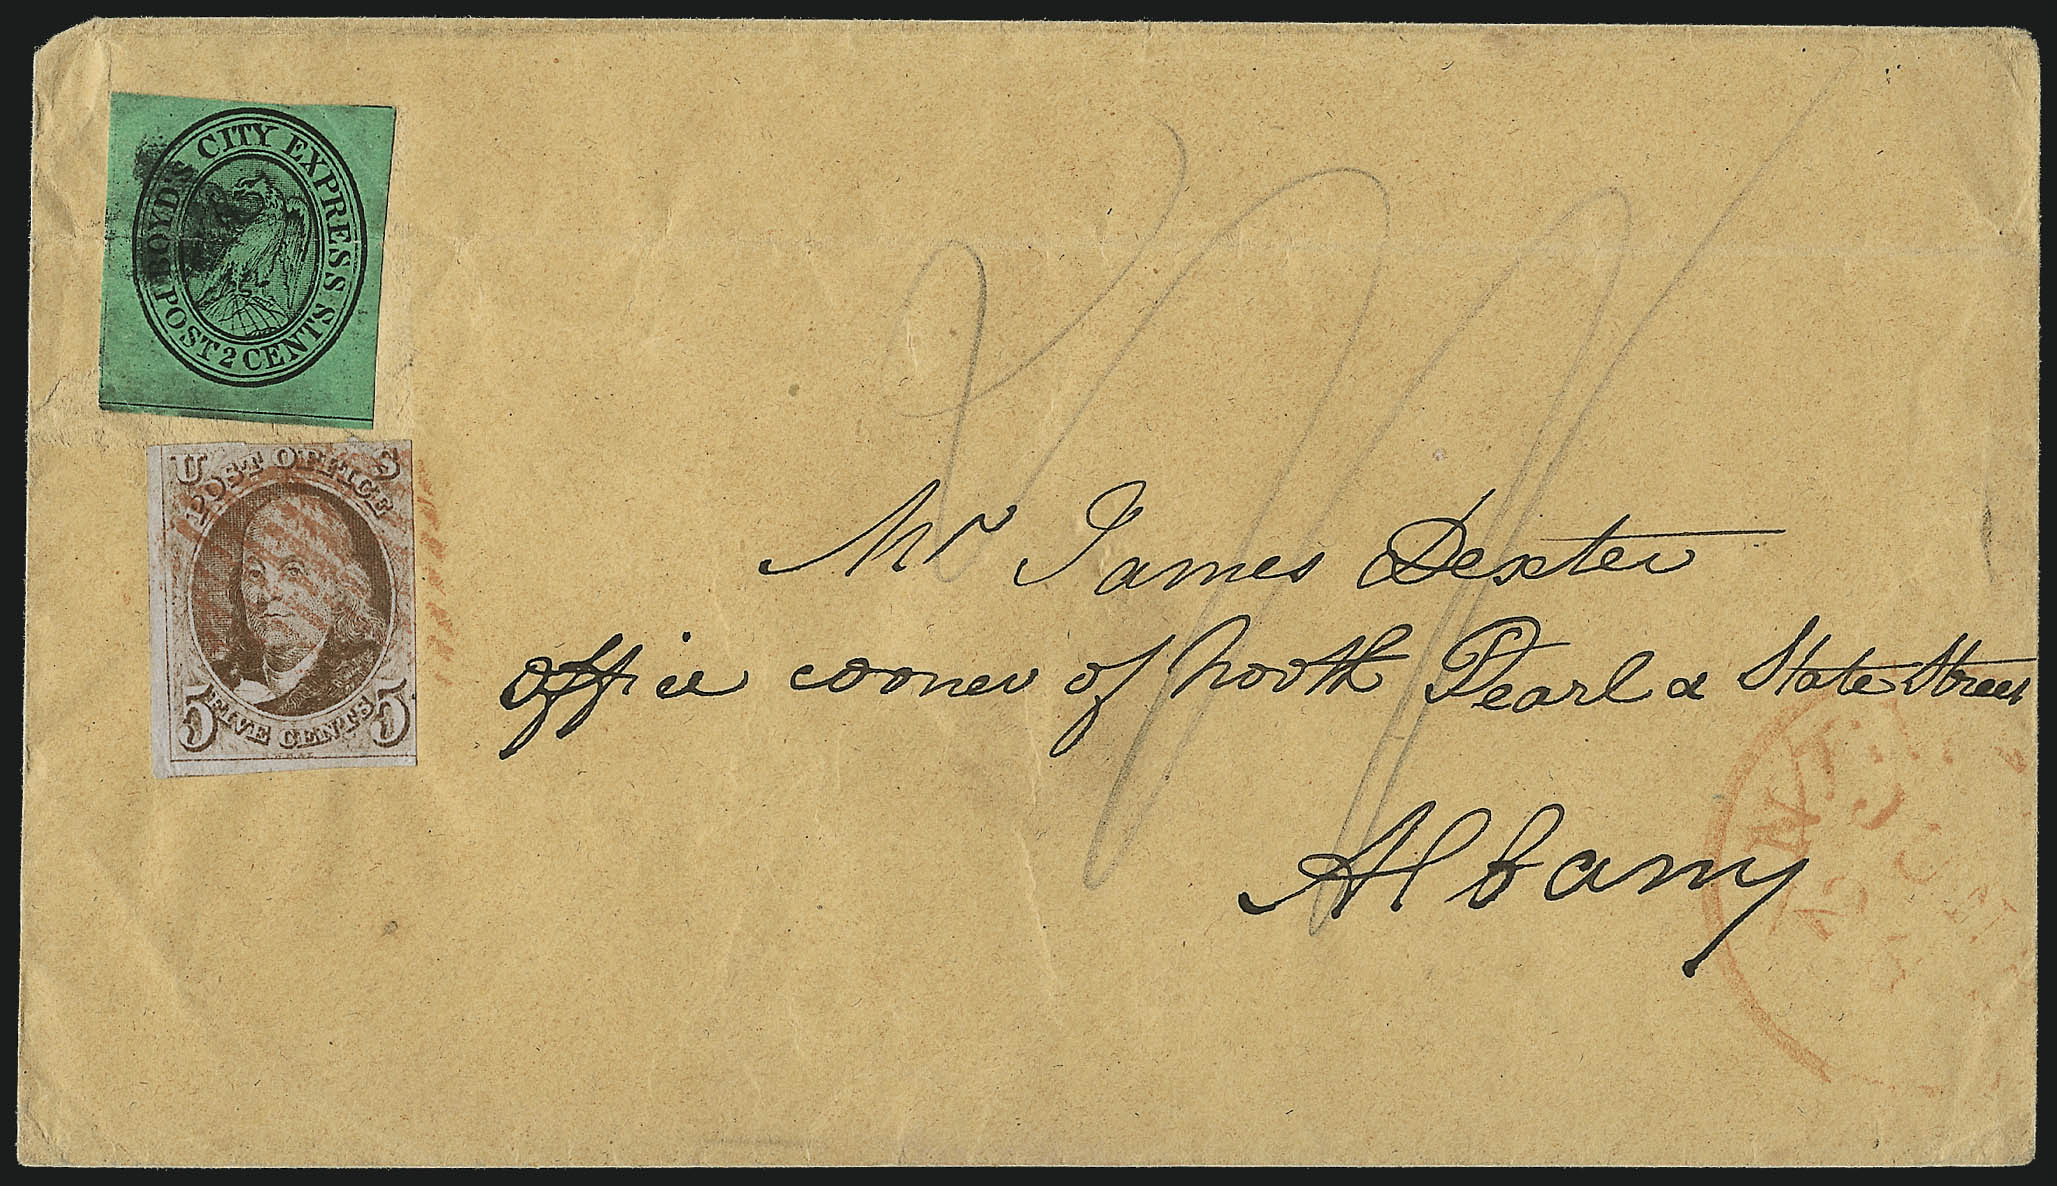 BOYD'S CITY EXPRESS
POST 2 CENTS
U S
POST OFFICE
5 FIVE CENTS 5
Mr James Dexter
office corner of North Pearl & State Street
Albany